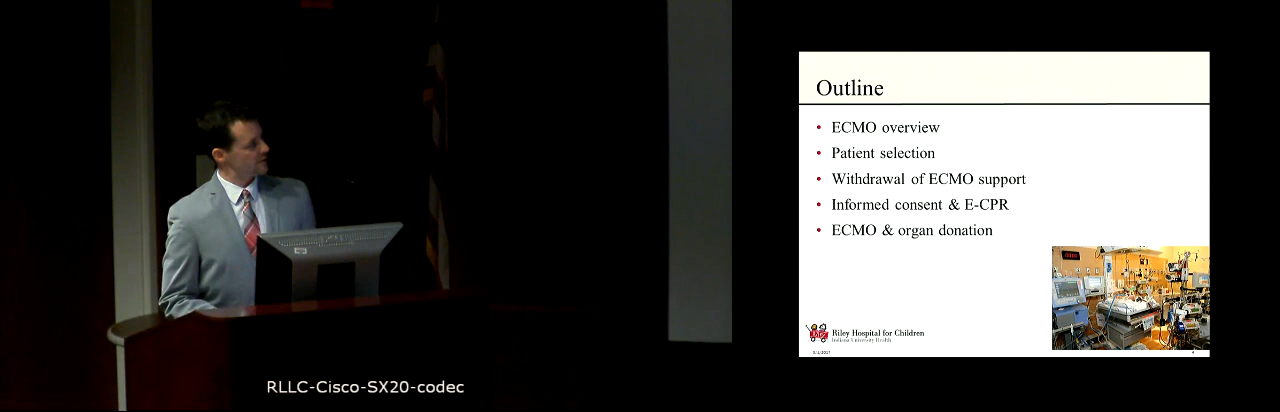 RLLC-Cisco-SX20-codec
Outline
• ECMO overview
• Patient selection
• Withdrawal of ECMO support
• Informed consent & E-CPR
• ECMO & organ donation
Riley Hospital for Children
Indiana University Health
4